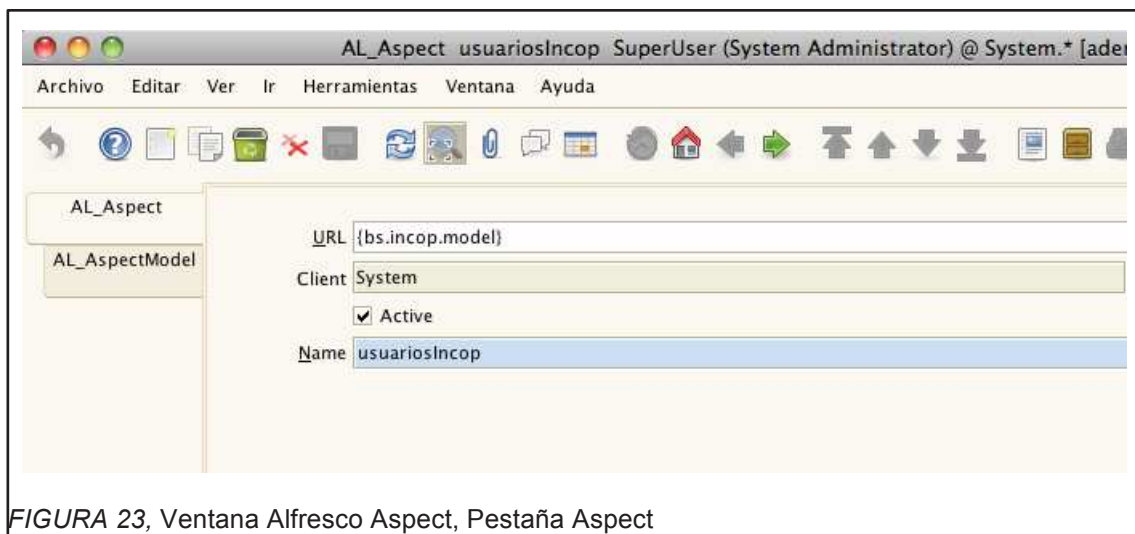 AL_Aspect usuariosIncop SuperUser (System Administrator) @ System.* [ader
Archivo Editar Ver Ir Herramientas Ventana Ayuda
AL_Aspect
AL_AspectModel
URL {bs.incop.model}
Client System
Active
Name usuariosIncop
FIGURA 23, Ventana Alfresco Aspect, Pestaña Aspect